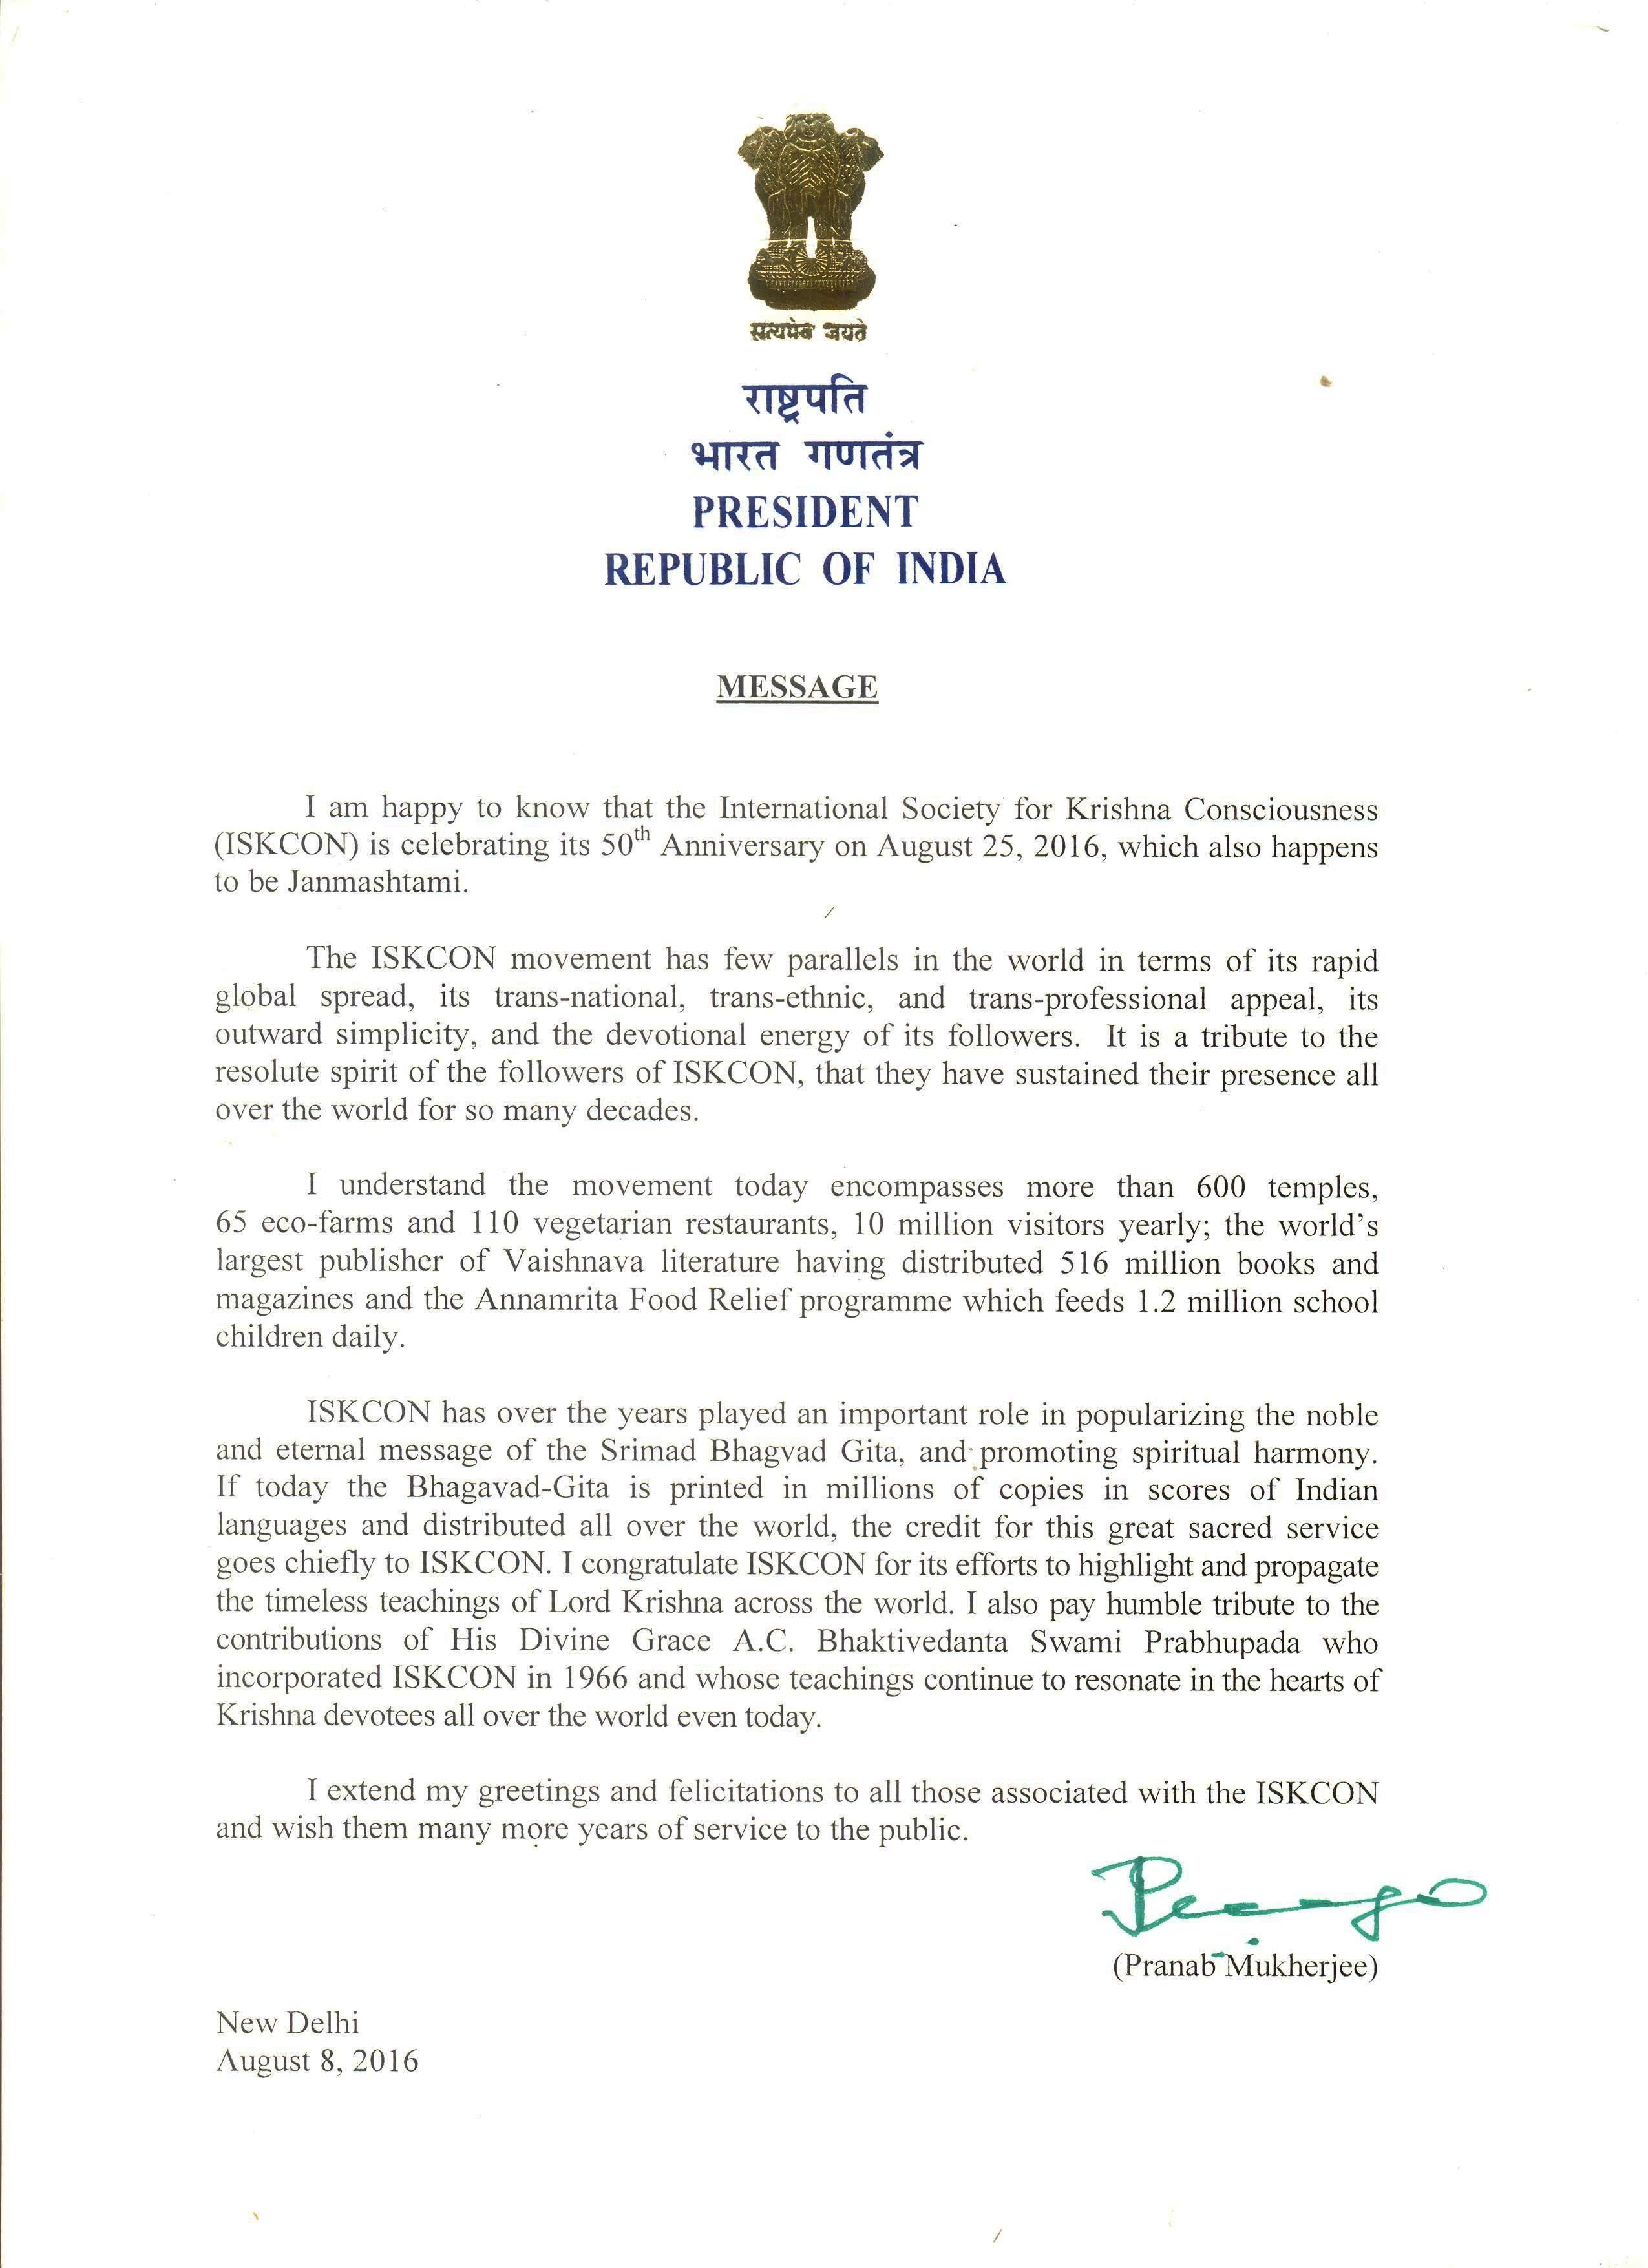 सत्यमेव जयते
राष्ट्रपति
भारत गणतंत्र
PRESIDENT
REPUBLIC OF INDIA
MESSAGE
I am happy to know that the International Society for Krishna Consciousness
(ISKCON) is celebrating its 50th Anniversary on August 25, 2016, which also happens
to be Janmashtami.
The ISKCON movement has few parallels in the world in terms of its rapid
global spread, its trans-national, trans-ethnic, and trans-professional appeal, its
outward simplicity, and the devotional energy of its followers. It is a tribute to the
resolute spirit of the followers of ISKCON, that they have sustained their presence all
over the world for so many decades.
I understand the movement today encompasses more than 600 temples,
65 eco-farms and 110 vegetarian restaurants, 10 million visitors yearly; the world's
largest publisher of Vaishnava literature having distributed 516 million books and
magazines and the Annamrita Food Relief programme which feeds 1.2 million school
children daily.
ISKCON has over the years played an important role in popularizing the noble
and eternal message of the Srimad Bhagvad Gita, and promoting spiritual harmony.
If today the Bhagavad-Gita is printed in millions of copies in scores of Indian
languages and distributed all over the world, the credit for this great sacred service
goes chiefly to ISKCON. I congratulate ISKCON for its efforts to highlight and propagate
the timeless teachings of Lord Krishna across the world. I also pay humble tribute to the
contributions of His Divine Grace A.C. Bhaktivedanta Swami Prabhupada who
incorporated ISKCON in 1966 and whose teachings continue to resonate in the hearts of
Krishna devotees all over the world even today.
I extend my greetings and felicitations to all those associated with the ISKCON
and wish them many more years of service to the public.
(Pranab Mukherjee)
New Delhi
August 8, 2016